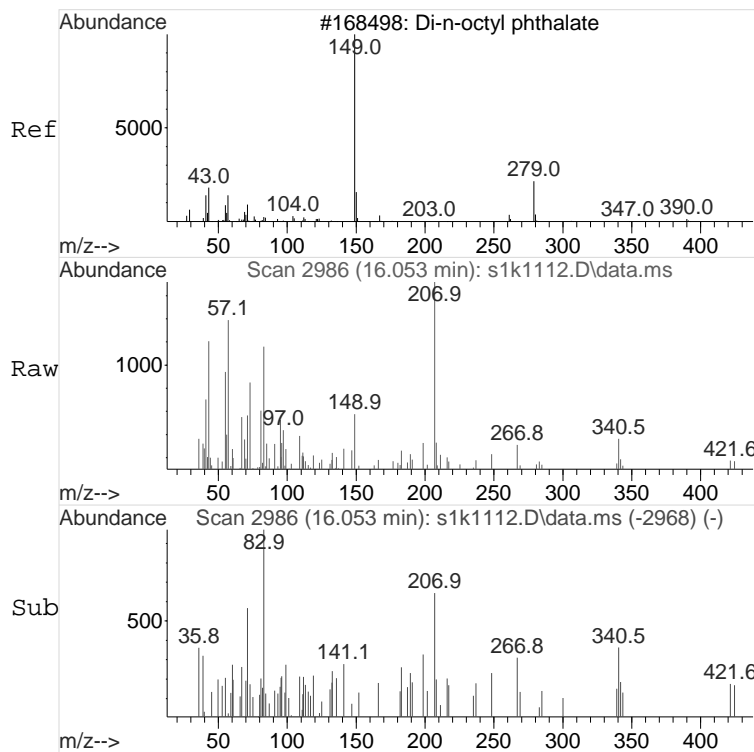 Abundance #168498: Di-n-octyl phthalate
149.0
Ref 5000
43.0 104.0 203.0 279.0 347.0 390.0
m/z--> 50 100 150 200 250 300 350 400
Abundance Scan 2986 (16.053 min): s1k1112.D\data.ms
206.9
57.1
Raw 1000
97.0 148.9 266.8 340.5 421.6
m/z--> 50 100 150 200 250 300 350 400
Abundance Scan 2986 (16.053 min): s1k1112.D\data.ms (-2968) (-)
82.9
206.9
Sub 500
35.8 141.1 266.8 340.5 421.6
m/z--> 50 100 150 200 250 300 350 400